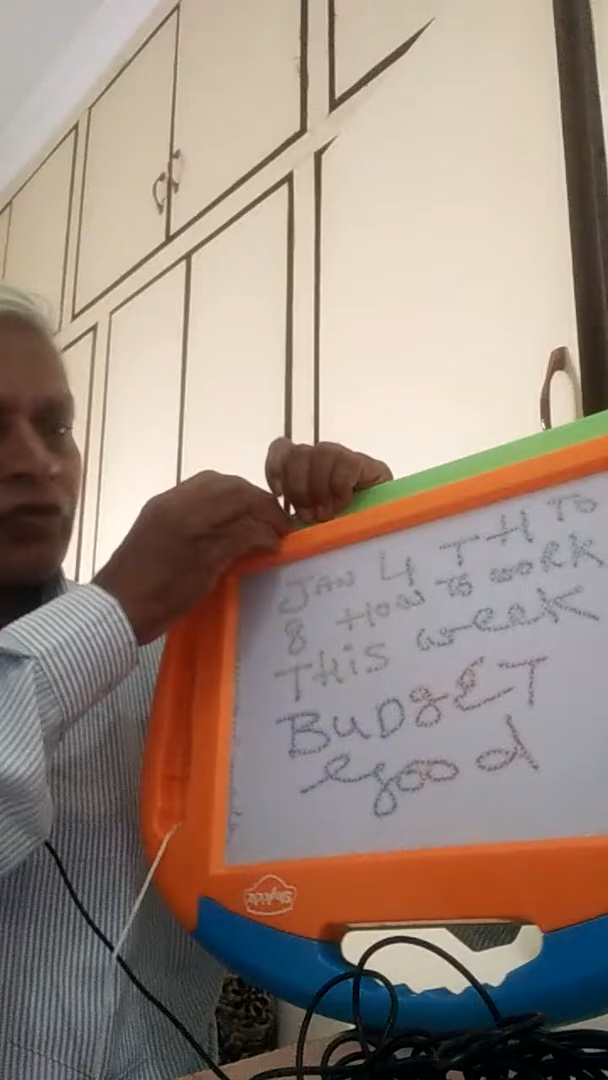 JAN 4 TH TO
8 HOW TO WORK
THIS week
BUDGET
good